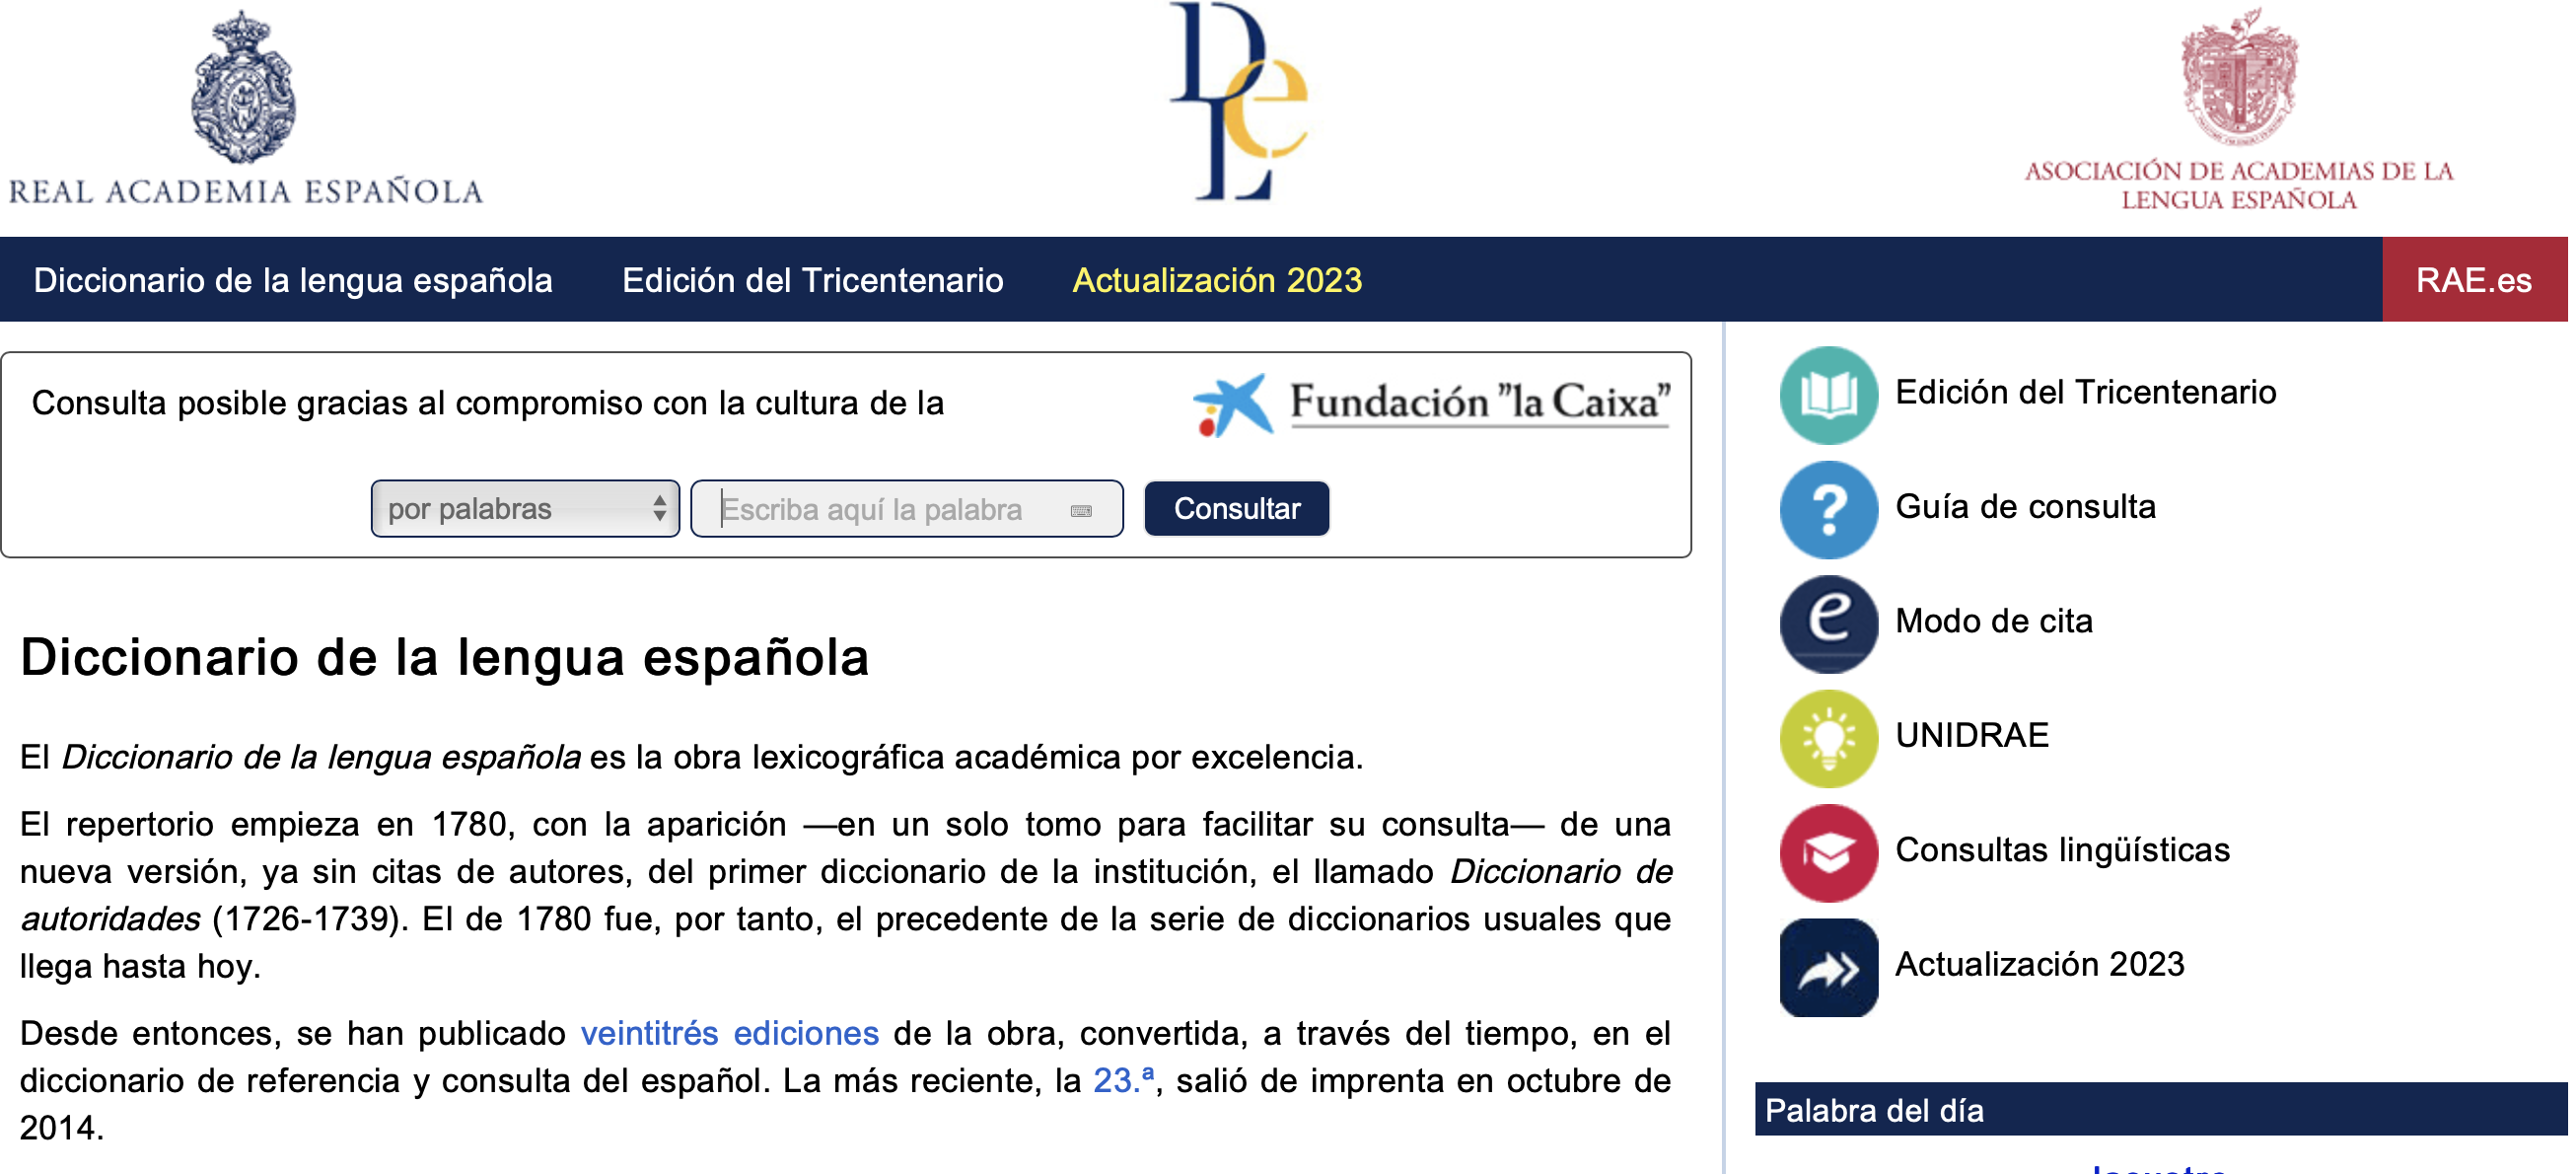 REAL ACADEMIA ESPAÑOLA
DLe
ASOCIACIÓN DE ACADEMIAS DE LA
LENGUA ESPAÑOLA
Diccionario de la lengua española
Edición del Tricentenario
Actualización 2023
RAE.es
Consulta posible gracias al compromiso con la cultura de la
Fundación ”la Caixa”
por palabras
Escriba aquí la palabra
Consultar
Diccionario de la lengua española
El Diccionario de la lengua española es la obra lexicográfica académica por excelencia.
El repertorio empieza en 1780, con la aparición —en un solo tomo para facilitar su consulta— de una
nueva versión, ya sin citas de autores, del primer diccionario de la institución, el llamado Diccionario de
autoridades (1726-1739). El de 1780 fue, por tanto, el precedente de la serie de diccionarios usuales que
llega hasta hoy.
Desde entonces, se han publicado veintitrés ediciones de la obra, convertida, a través del tiempo, en el
diccionario de referencia y consulta del español. La más reciente, la 23.ª, salió de imprenta en octubre de
2014.
Edición del Tricentenario
Guía de consulta
Modo de cita
UNIDRAE
Consultas lingüísticas
Actualización 2023
Palabra del día